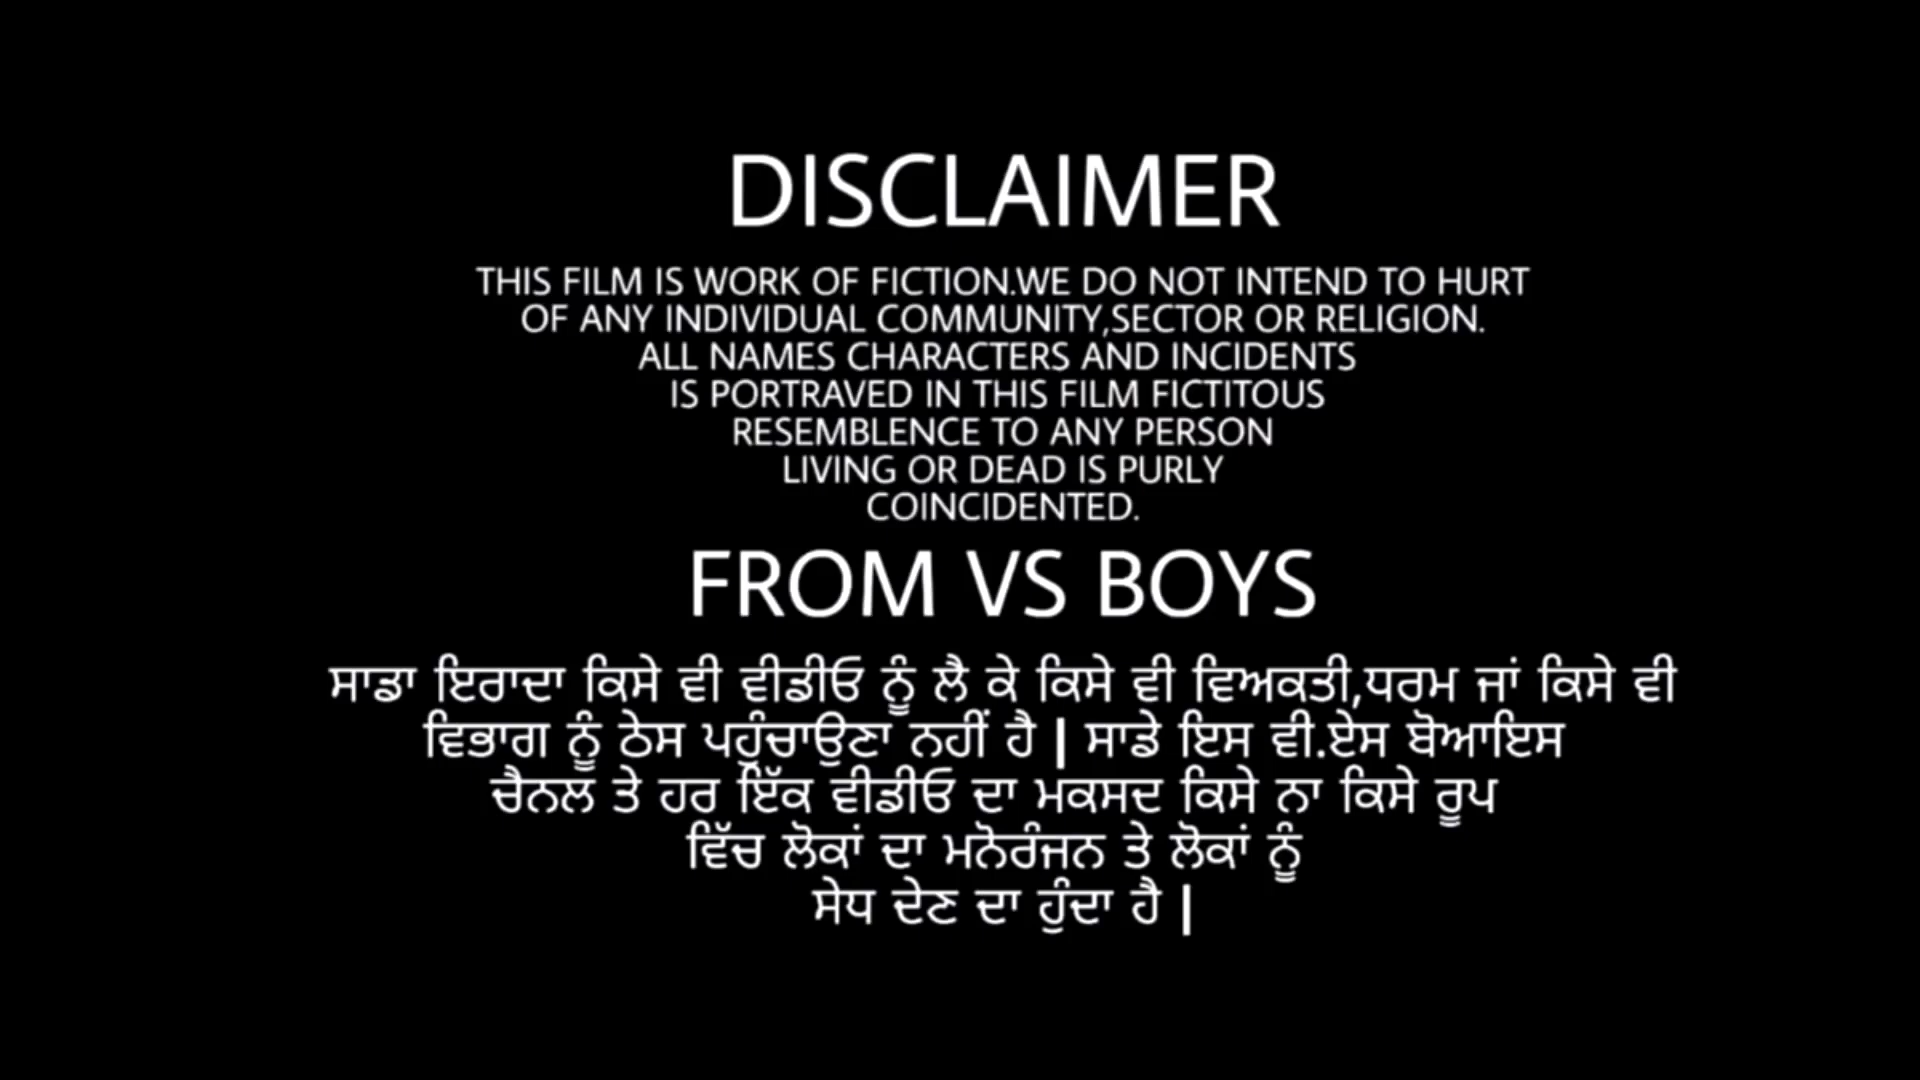 DISCLAIMER
THIS FILM IS WORK OF FICTION.WE DO NOT INTEND TO HURT
OF ANY INDIVIDUAL COMMUNITY,SECTOR OR RELIGION.
ALL NAMES CHARACTERS AND INCIDENTS
IS PORTRAVED IN THIS FILM FICTITOUS
RESEMBLENCE TO ANY PERSON
LIVING OR DEAD IS PURLY
COINCIDENTED.
FROM VS BOYS
ਸਾਡਾ ਇਰਾਦਾ ਕਿਸੇ ਵੀ ਵੀਡੀਓ ਨੂੰ ਲੈ ਕੇ ਕਿਸੇ ਵੀ ਵਿਅਕਤੀ,ਧਰਮ ਜਾਂ ਕਿਸੇ ਵੀ
ਵਿਭਾਗ ਨੂੰ ਠੇਸ ਪਹੁੰਚਾਉਣਾ ਨਹੀਂ ਹੈ | ਸਾਡੇ ਇਸ ਵੀ.ਏਸ ਬੋਆਇਸ
ਚੈਨਲ ਤੇ ਹਰ ਇੱਕ ਵੀਡੀਓ ਦਾ ਮਕਸਦ ਕਿਸੇ ਨਾ ਕਿਸੇ ਰੂਪ
ਵਿੱਚ ਲੋਕਾਂ ਦਾ ਮਨੋਰੰਜਨ ਤੇ ਲੋਕਾਂ ਨੂੰ
ਸੇਧ ਦੇਣ ਦਾ ਹੁੰਦਾ ਹੈ |